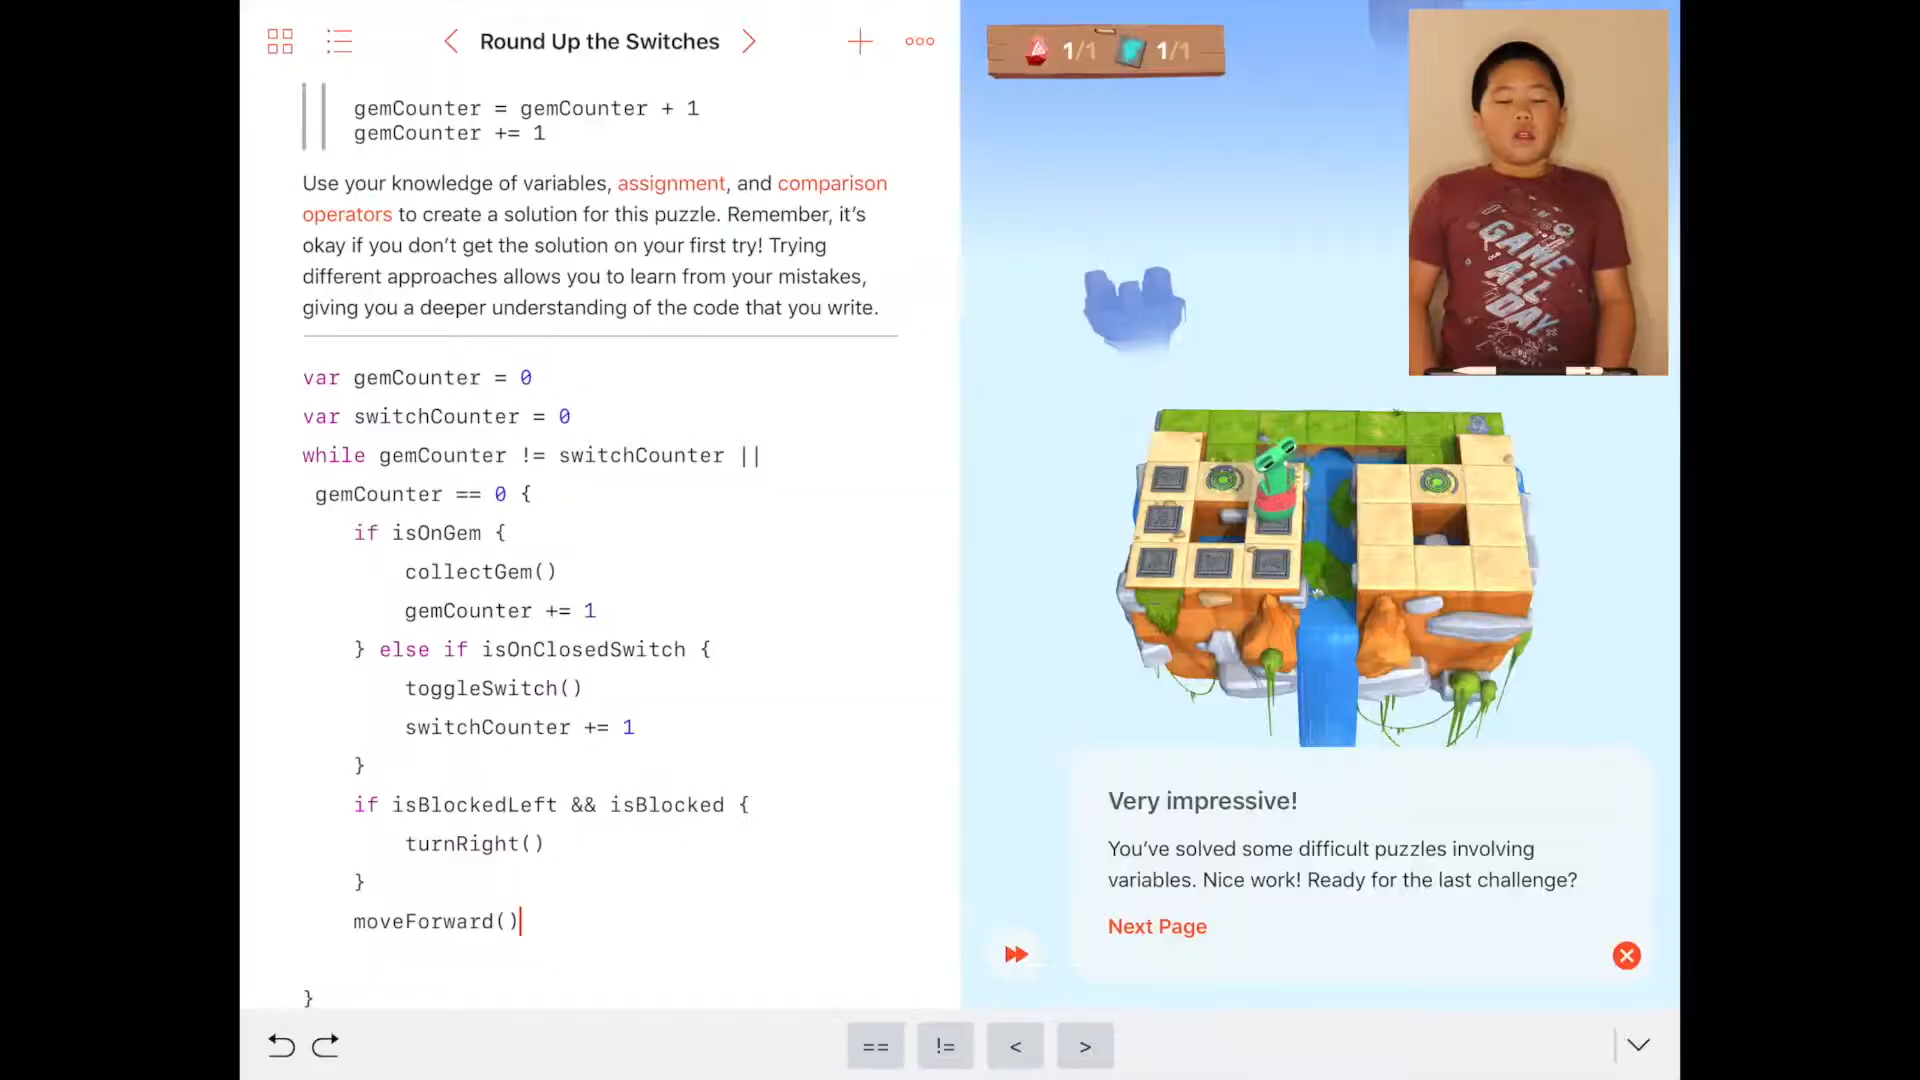 Round Up the Switches
gemCounter = gemCounter + 1
gemCounter += 1
Use your knowledge of variables, assignment, and comparison
operators to create a solution for this puzzle. Remember, it’s
okay if you don’t get the solution on your first try! Trying
different approaches allows you to learn from your mistakes,
giving you a deeper understanding of the code that you write.
var gemCounter = 0
var switchCounter = 0
while gemCounter != switchCounter ||
gemCounter == 0 {
if isOnGem {
collectGem()
gemCounter += 1
} else if isOnClosedSwitch {
toggleSwitch()
switchCounter += 1
}
if isBlockedLeft && isBlocked {
turnRight()
}
moveForward()
}
== != < >
1/1 1/1
GAME
ALL
DAY
Very impressive!
You’ve solved some difficult puzzles involving
variables. Nice work! Ready for the last challenge?
Next Page